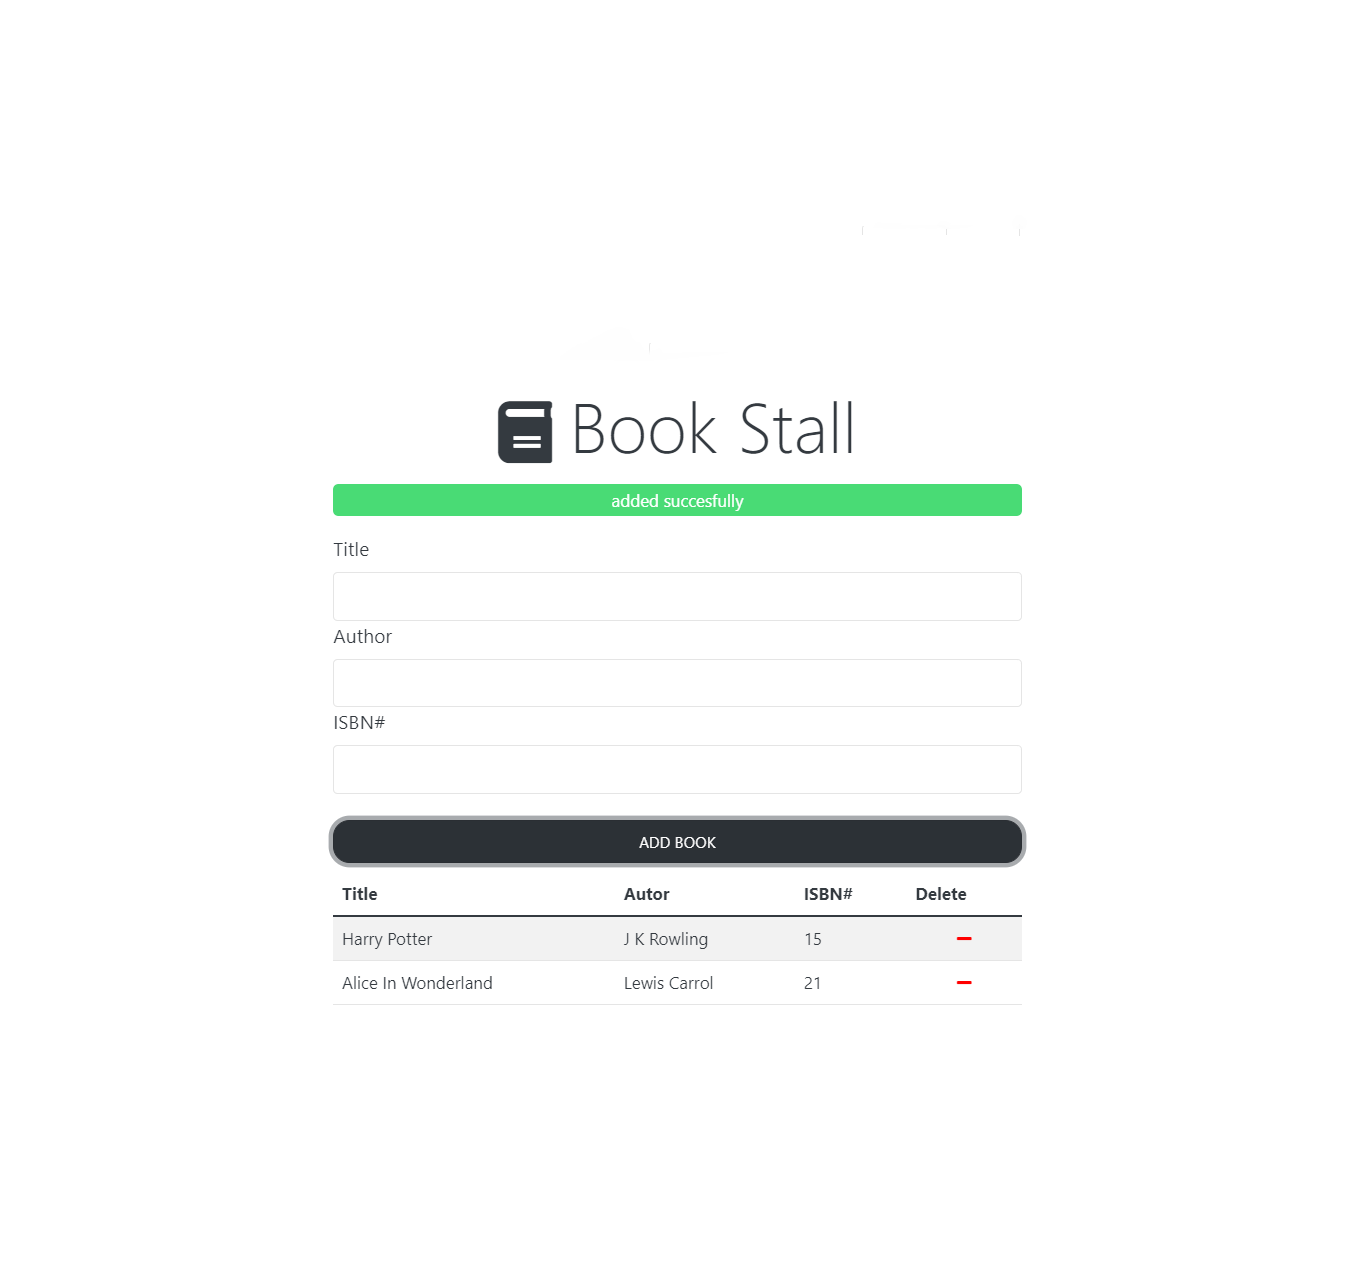 Book Stall
added succesfully
Title
Author
ISBN#
ADD BOOK
Title Autor ISBN# Delete
Harry Potter J K Rowling 15
Alice In Wonderland Lewis Carrol 21